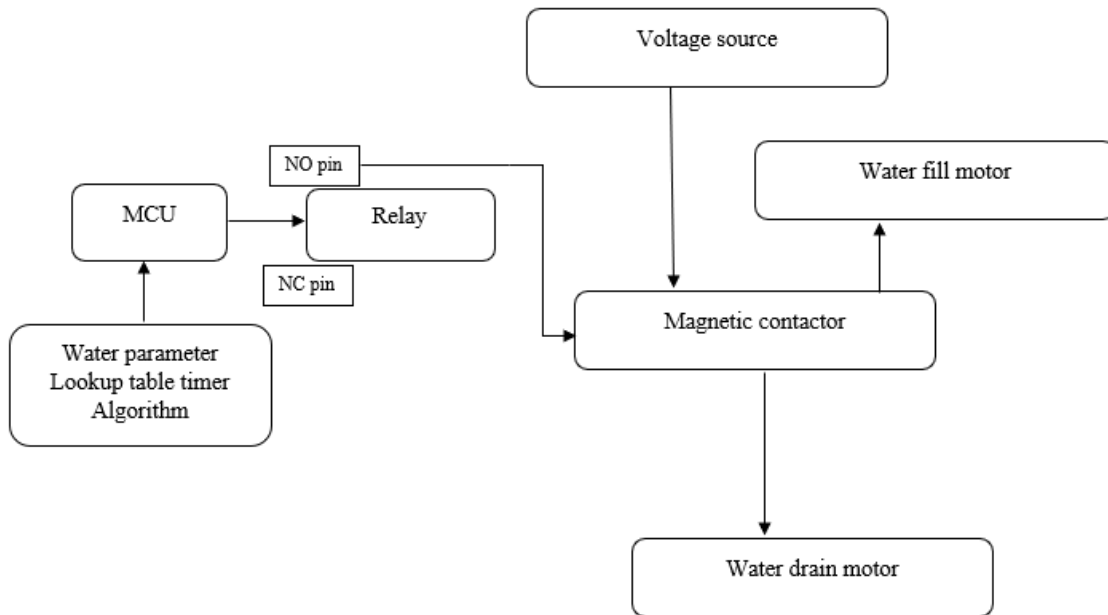 Voltage source
NO pin
Water fill motor
MCU
Relay
NC pin
Magnetic contactor
Water parameter
Lookup table timer
Algorithm
Water drain motor